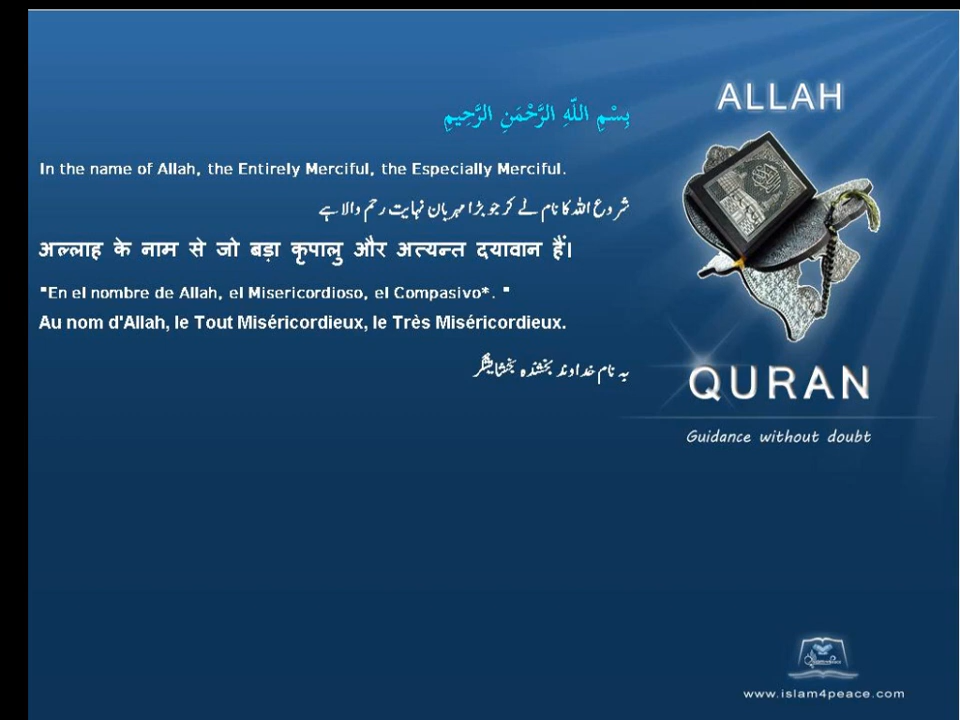 بِسْمِ اللّهِ الرَّحْمَنِ الرَّحِيمِ
In the name of Allah, the Entirely Merciful, the Especially Merciful.
شروع اللہ کا نام لے کر جو بڑا مہربان نہایت رحم والا ہے
अल्लाह के नाम से जो बड़ा कृपालु और अत्यन्त दयावान हैं।
"En el nombre de Allah, el Misericordioso, el Compasivo*. "
Au nom d'Allah, le Tout Miséricordieux, le Très Miséricordieux.
به نام خداوند بخشنده بخشایشگر
ALLAH
QURAN
Guidance without doubt
www.islam4peace.com